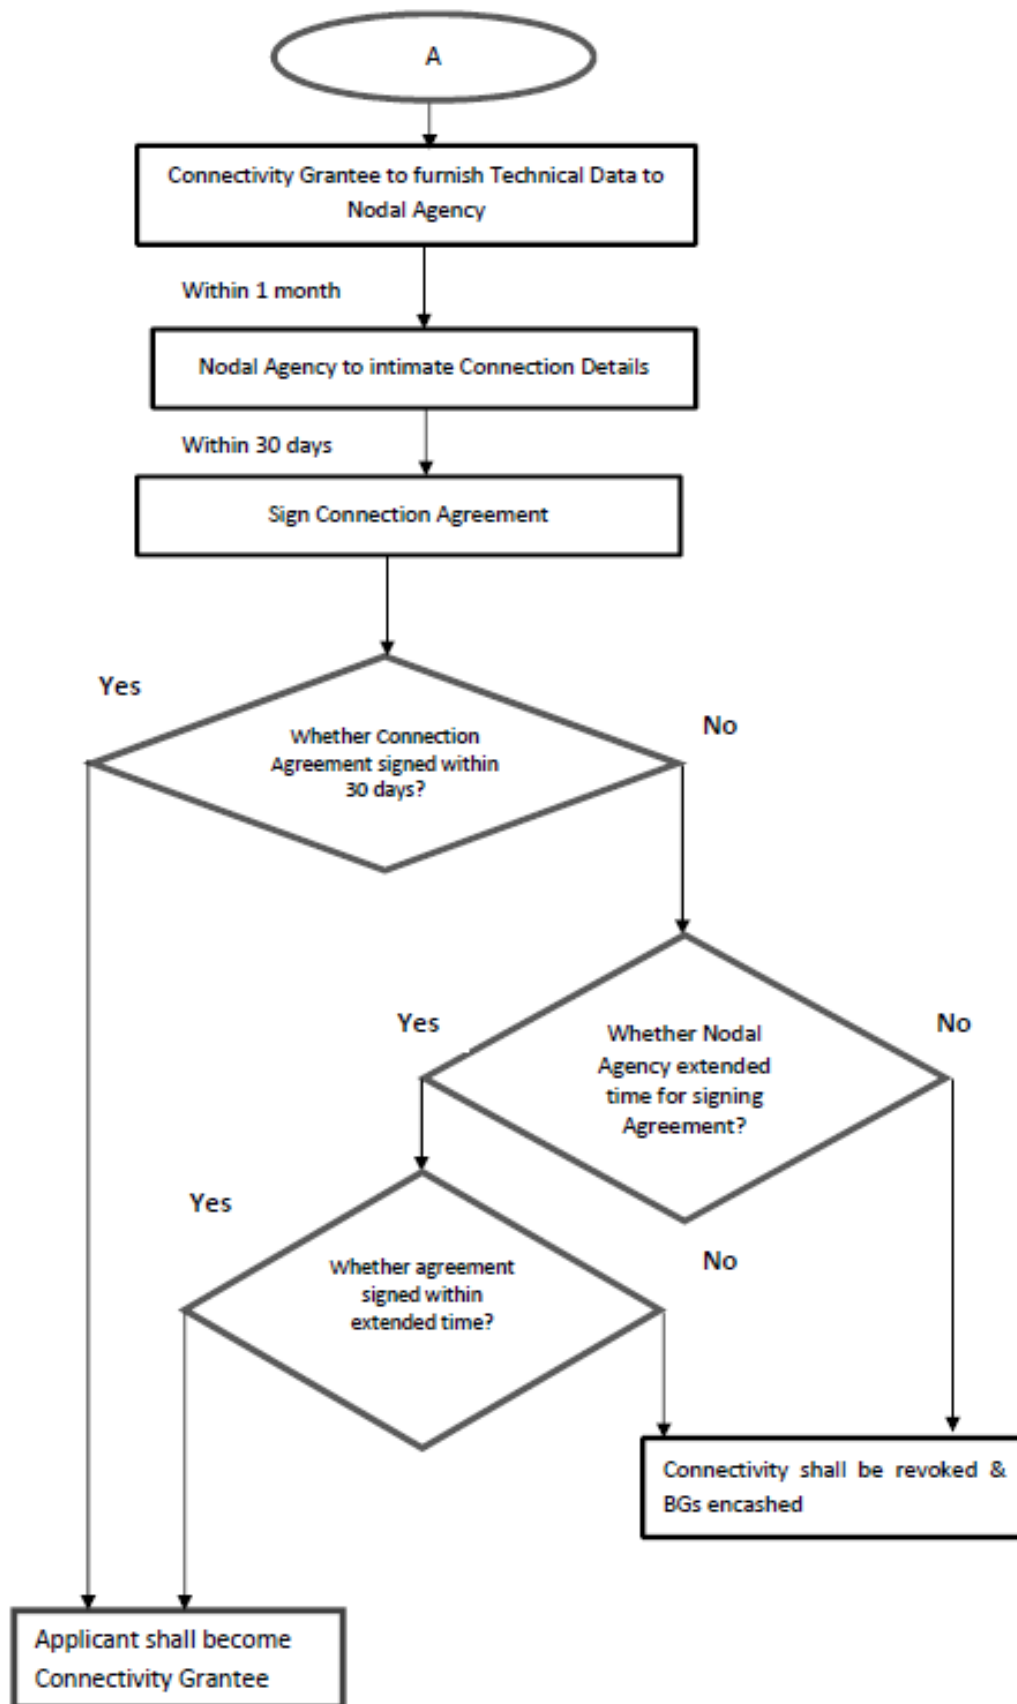 A
Connectivity Grantee to furnish Technical Data to
Nodal Agency
Within 1 month
Nodal Agency to intimate Connection Details
Within 30 days
Sign Connection Agreement
Yes
No
Whether Connection
Agreement signed within
30 days?
Yes
No
Whether Nodal
Agency extended
time for signing
Agreement?
Yes
No
Whether agreement
signed within
extended time?
Connectivity shall be revoked &
BGs encashed
Applicant shall become
Connectivity Grantee